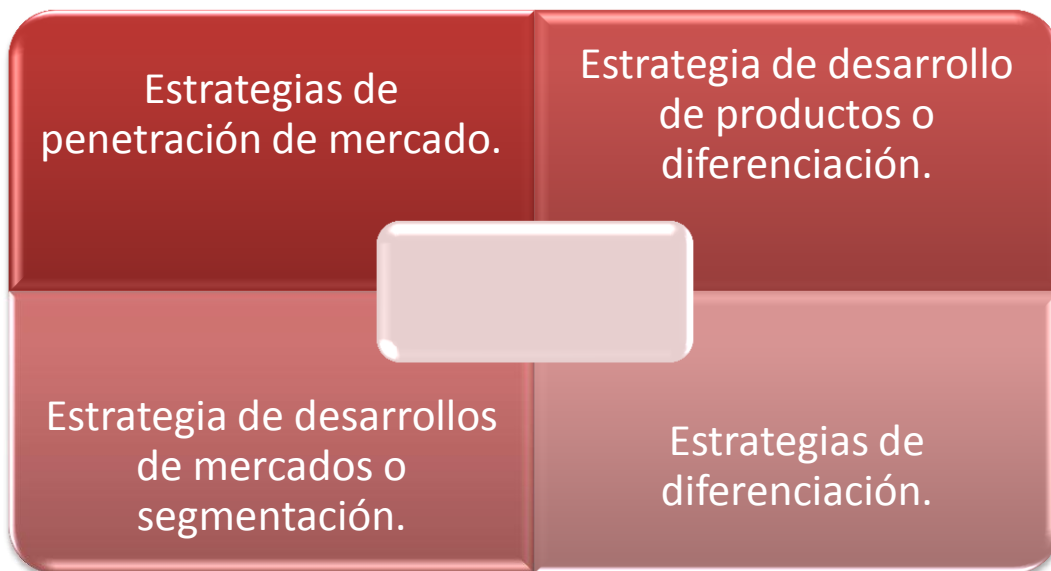 Estrategias de
penetración de mercado.
Estrategia de desarrollo
de productos o
diferenciación.
Estrategia de desarrollos
de mercados o
segmentación.
Estrategias de
diferenciación.